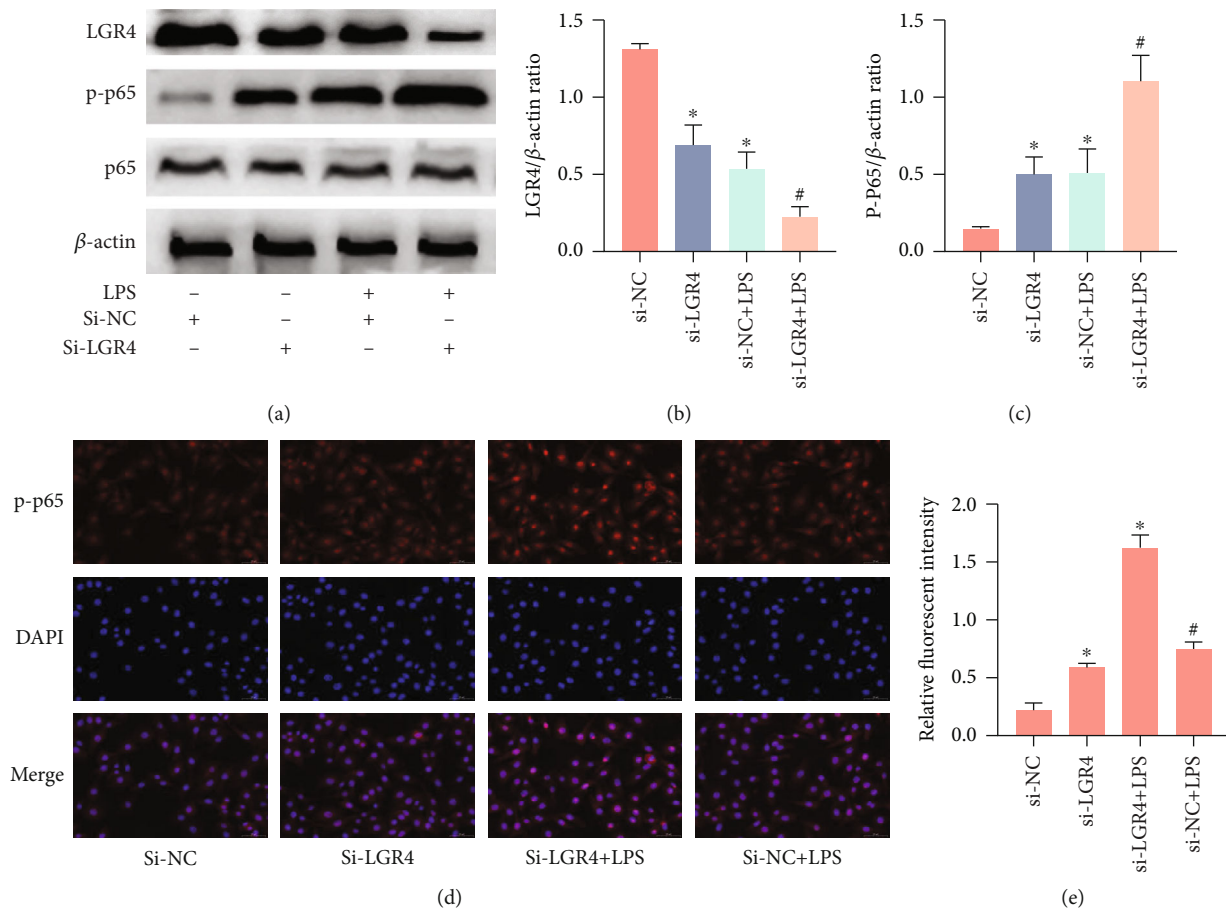 LGR4
p-p65
p65
β-actin
LPS – – + +
Si-NC + – + –
Si-LGR4 – + – +
(a)
LGR4/β-actin ratio
1.5
1.0
0.5
0.0
*
*
#
si-NC
si-LGR4
si-NC+LPS
si-LGR4+LPS
(b)
P-P65/β-actin ratio
1.5
1.0
0.5
0.0
*
*
#
si-NC
si-LGR4
si-NC+LPS
si-LGR4+LPS
(c)
p-p65
DAPI
Merge
Si-NC Si-LGR4 Si-LGR4+LPS Si-NC+LPS
(d)
Relative fluorescent intensity
2.0
1.5
1.0
0.5
0.0
*
*
#
si-NC
si-LGR4
si-LGR4+LPS
si-NC+LPS
(e)